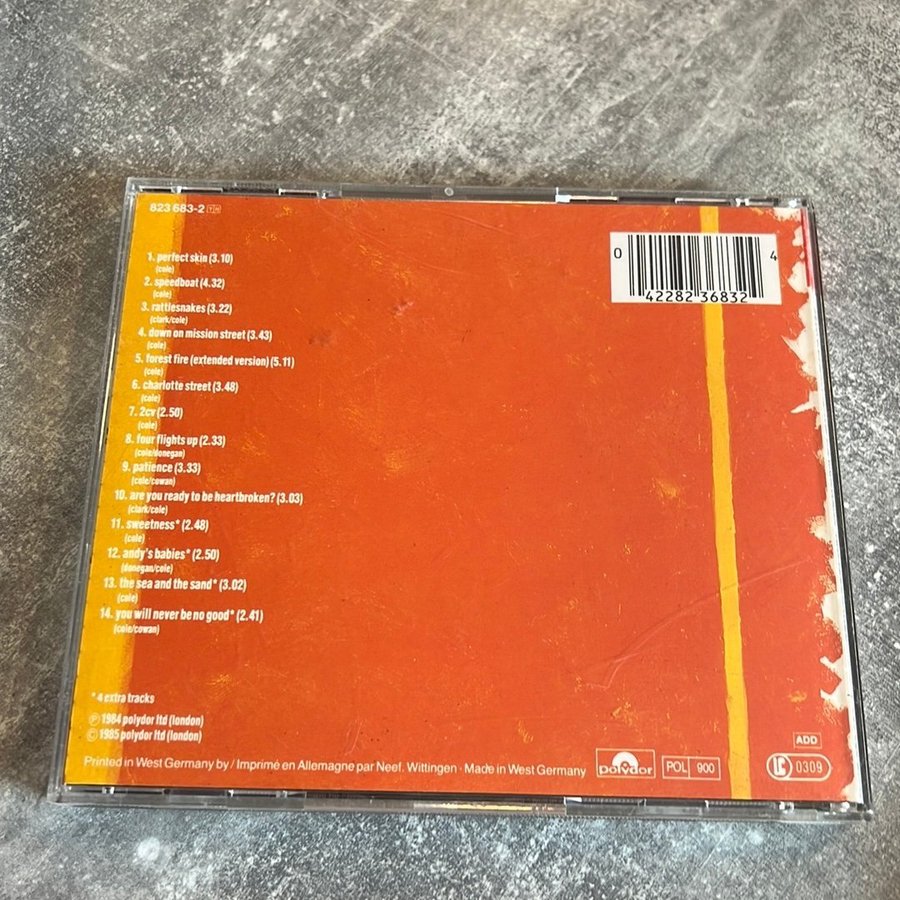 823 683-2 Y H
0 42282 36832 4
1. perfect skin (3.10)
(cole)
2. speedboat (4.32)
(cole)
3. rattlesnakes (3.22)
(clark/cole)
4. down on mission street (3.43)
(cole)
5. forest fire (extended version) (5.11)
(cole)
6. charlotte street (3.48)
(cole)
7. 2cv (2.50)
(cole)
8. four flights up (2.33)
(cole/donegan)
9. patience (3.33)
(cole/cowan)
10. are you ready to be heartbroken? (3.03)
(clark/cole)
11. sweetness* (2.48)
(cole)
12. andy's babies* (2.50)
(donegan/cole)
13. the sea and the sand* (3.02)
(cole)
14. you will never be no good* (2.41)
(cole/cowan)
* 4 extra tracks
℗ 1984 polydor ltd (london)
© 1985 polydor ltd (london)
Printed in West Germany by / Imprimé en Allemagne par Neef. Wittingen · Made in West Germany
polydor
POL 900
ADD
LC 0309